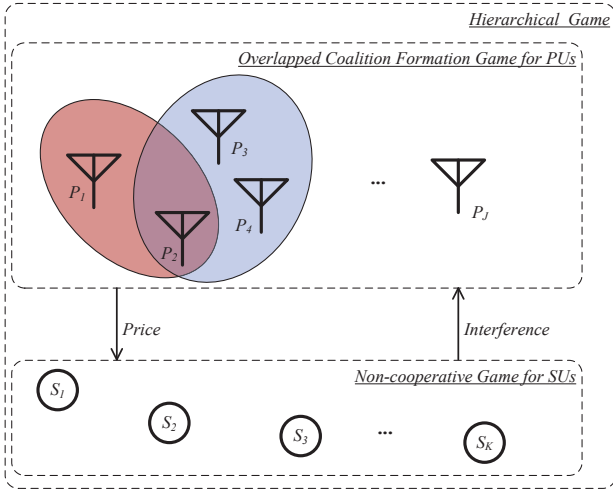 Hierarchical Game
Overlapped Coalition Formation Game for PUs
P3
P1
P4
...
P2
PJ
Price
Interference
Non-cooperative Game for SUs
S1
S2
S3
...
SK